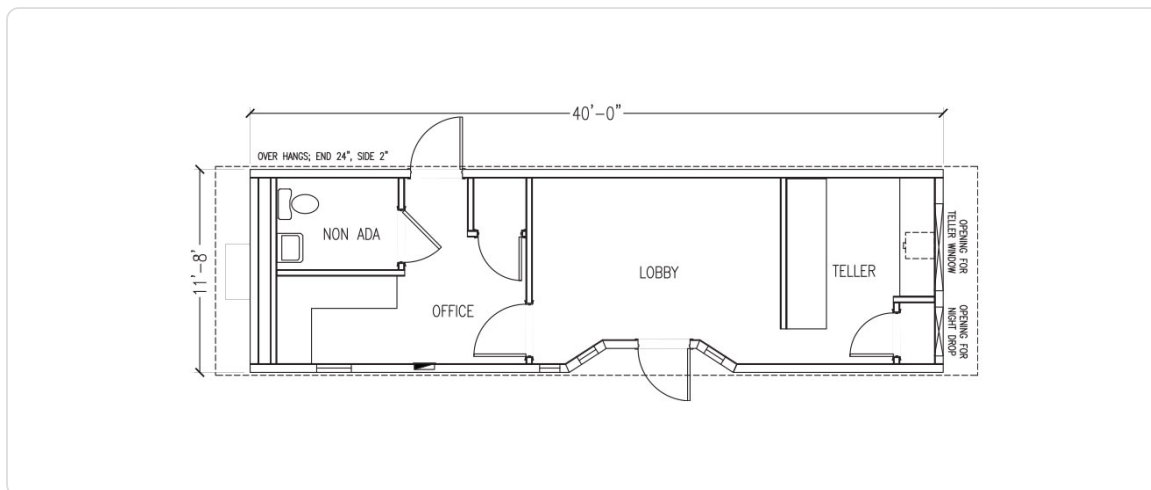 40'-0"
OVER HANGS; END 24", SIDE 2"
11'-8'
NON ADA
OFFICE
LOBBY
TELLER
OPENING FOR
TELLER WINDOW
OPENING FOR
NIGHT DROP